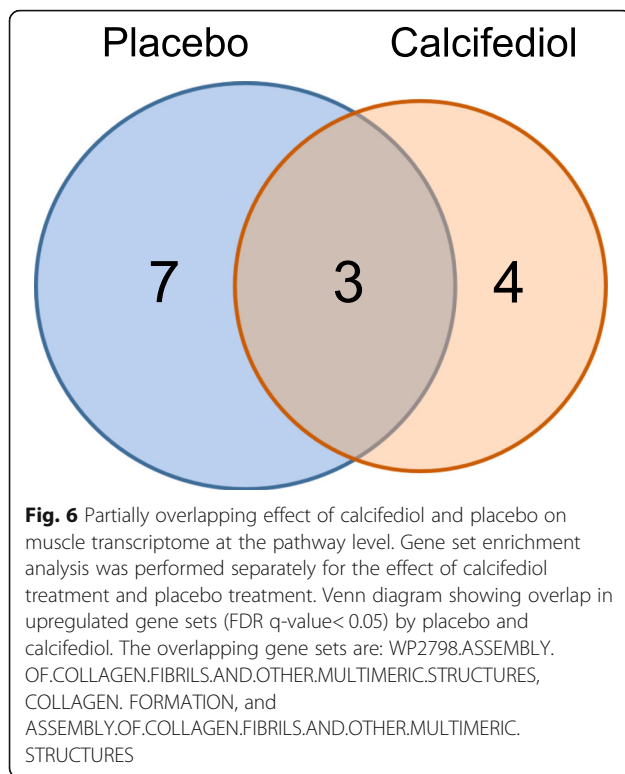 Placebo Calcifediol
7 3 4
Fig. 6 Partially overlapping effect of calcifediol and placebo on
muscle transcriptome at the pathway level. Gene set enrichment
analysis was performed separately for the effect of calcifediol
treatment and placebo treatment. Venn diagram showing overlap in
upregulated gene sets (FDR q-value< 0.05) by placebo and
calcifediol. The overlapping gene sets are: WP2798.ASSEMBLY.
OF.COLLAGEN.FIBRILS.AND.OTHER.MULTIMERIC.STRUCTURES,
COLLAGEN. FORMATION, and
ASSEMBLY.OF.COLLAGEN.FIBRILS.AND.OTHER.MULTIMERIC.
STRUCTURES